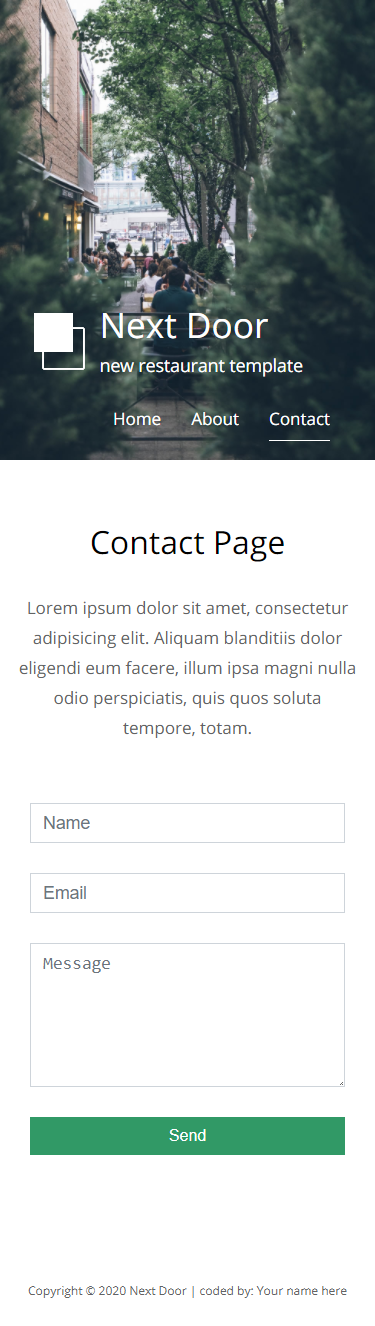 Next Door
new restaurant template
Home About Contact
Contact Page
Lorem ipsum dolor sit amet, consectetur
adipisicing elit. Aliquam blanditiis dolor
eligendi eum facere, illum ipsa magni nulla
odio perspiciatis, quis quos soluta
tempore, totam.
Name
Email
Message
Send
Copyright © 2020 Next Door | coded by: Your name here